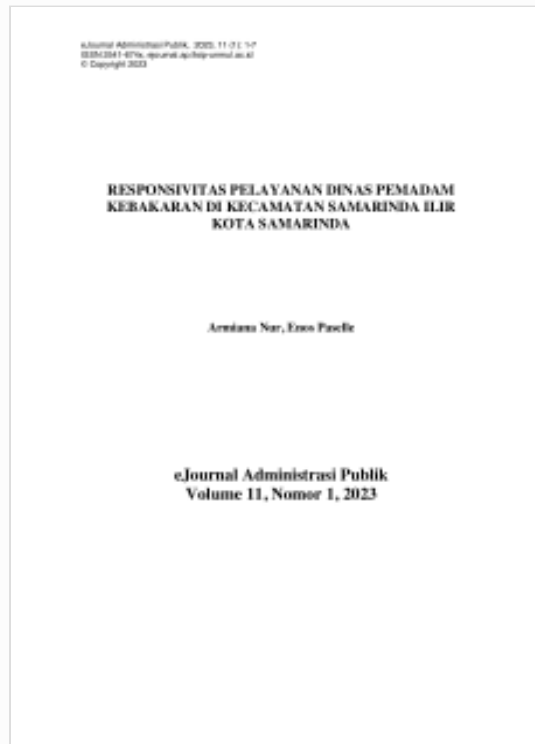 eJournal Administrasi Publik, 2023, 11 (1): 1-7
© Copyright 2023
RESPONSIVITAS PELAYANAN DINAS PEMADAM
KEBAKARAN DI KECAMATAN SAMARINDA ILIR
KOTA SAMARINDA
Armiana Nur, Enos Paselle
eJournal Administrasi Publik
Volume 11, Nomor 1, 2023